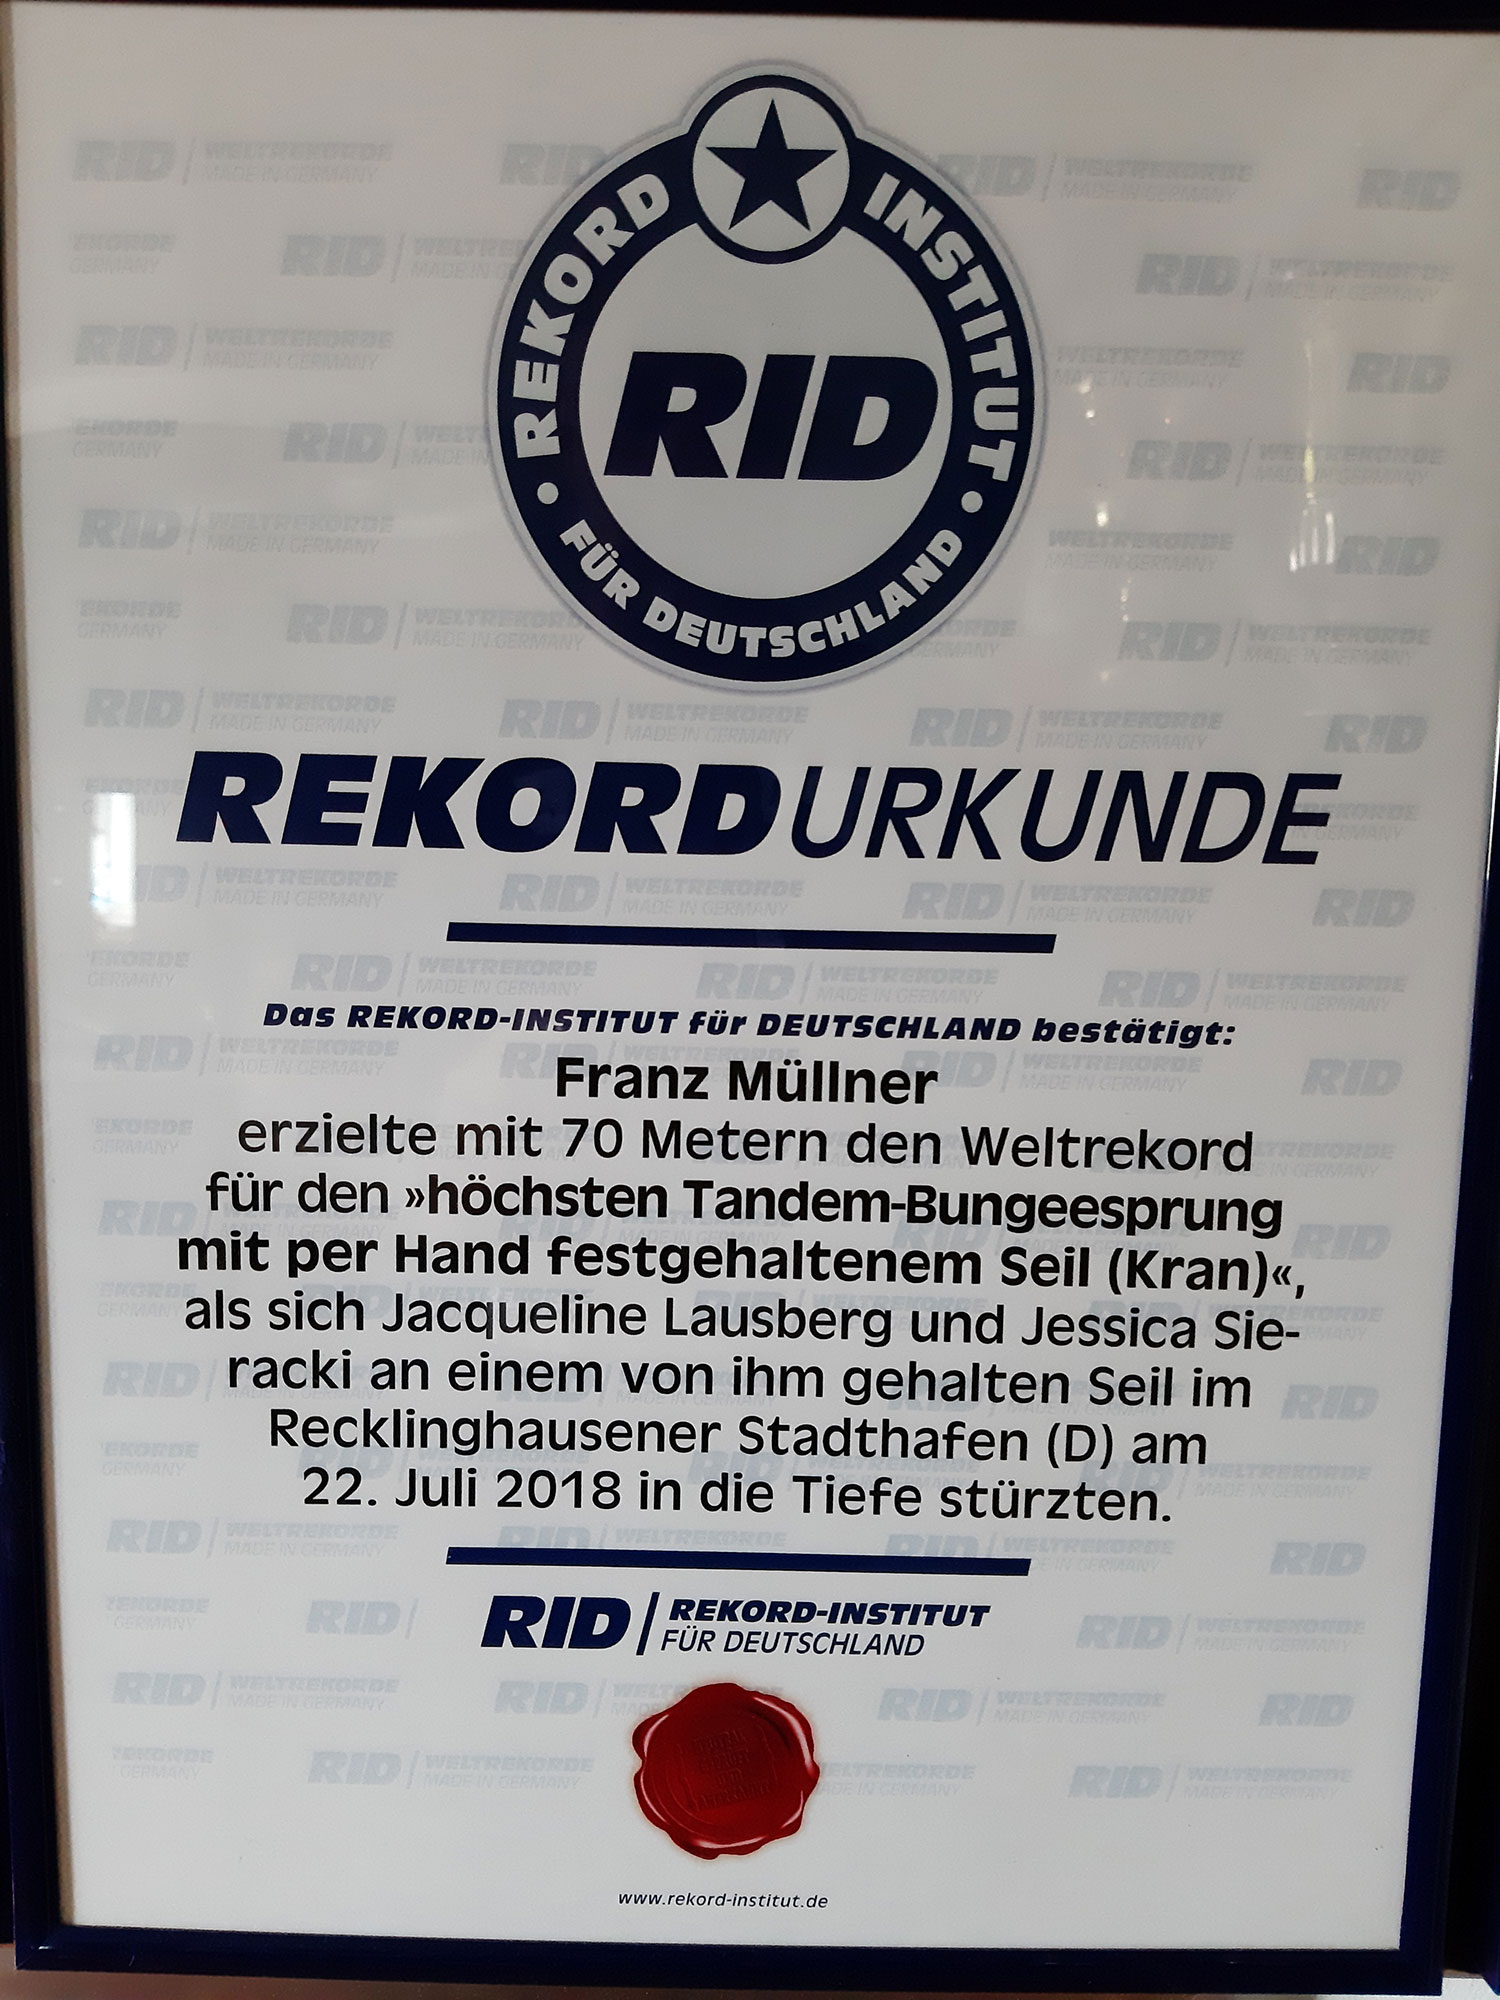 REKORD INSTITUT
RID
• FÜR DEUTSCHLAND •
REKORDURKUNDE
Das REKORD-INSTITUT für DEUTSCHLAND bestätigt:
Franz Müllner
erzielte mit 70 Metern den Weltrekord
für den »höchsten Tandem-Bungeesprung
mit per Hand festgehaltenem Seil (Kran)«,
als sich Jacqueline Lausberg und Jessica Sie-
racki an einem von ihm gehalten Seil im
Recklinghausener Stadthafen (D) am
22. Juli 2018 in die Tiefe stürzten.
RID REKORD-INSTITUT
FÜR DEUTSCHLAND
www.rekord-institut.de